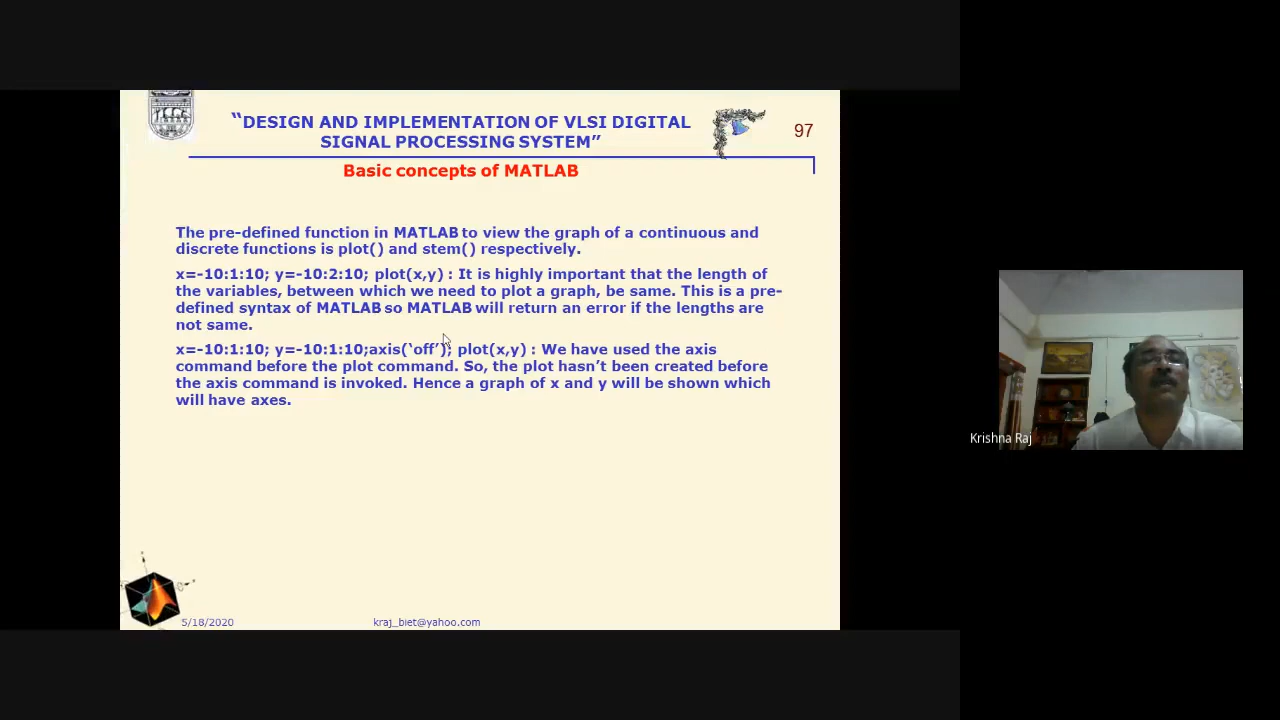 “DESIGN AND IMPLEMENTATION OF VLSI DIGITAL
SIGNAL PROCESSING SYSTEM”
97
Basic concepts of MATLAB
The pre-defined function in MATLAB to view the graph of a continuous and
discrete functions is plot() and stem() respectively.
x=-10:1:10; y=-10:2:10; plot(x,y) : It is highly important that the length of
the variables, between which we need to plot a graph, be same. This is a pre-
defined syntax of MATLAB so MATLAB will return an error if the lengths are
not same.
x=-10:1:10; y=-10:1:10;axis(‘off’); plot(x,y) : We have used the axis
command before the plot command. So, the plot hasn’t been created before
the axis command is invoked. Hence a graph of x and y will be shown which
will have axes.
5/18/2020
kraj_biet@yahoo.com
Krishna Raj